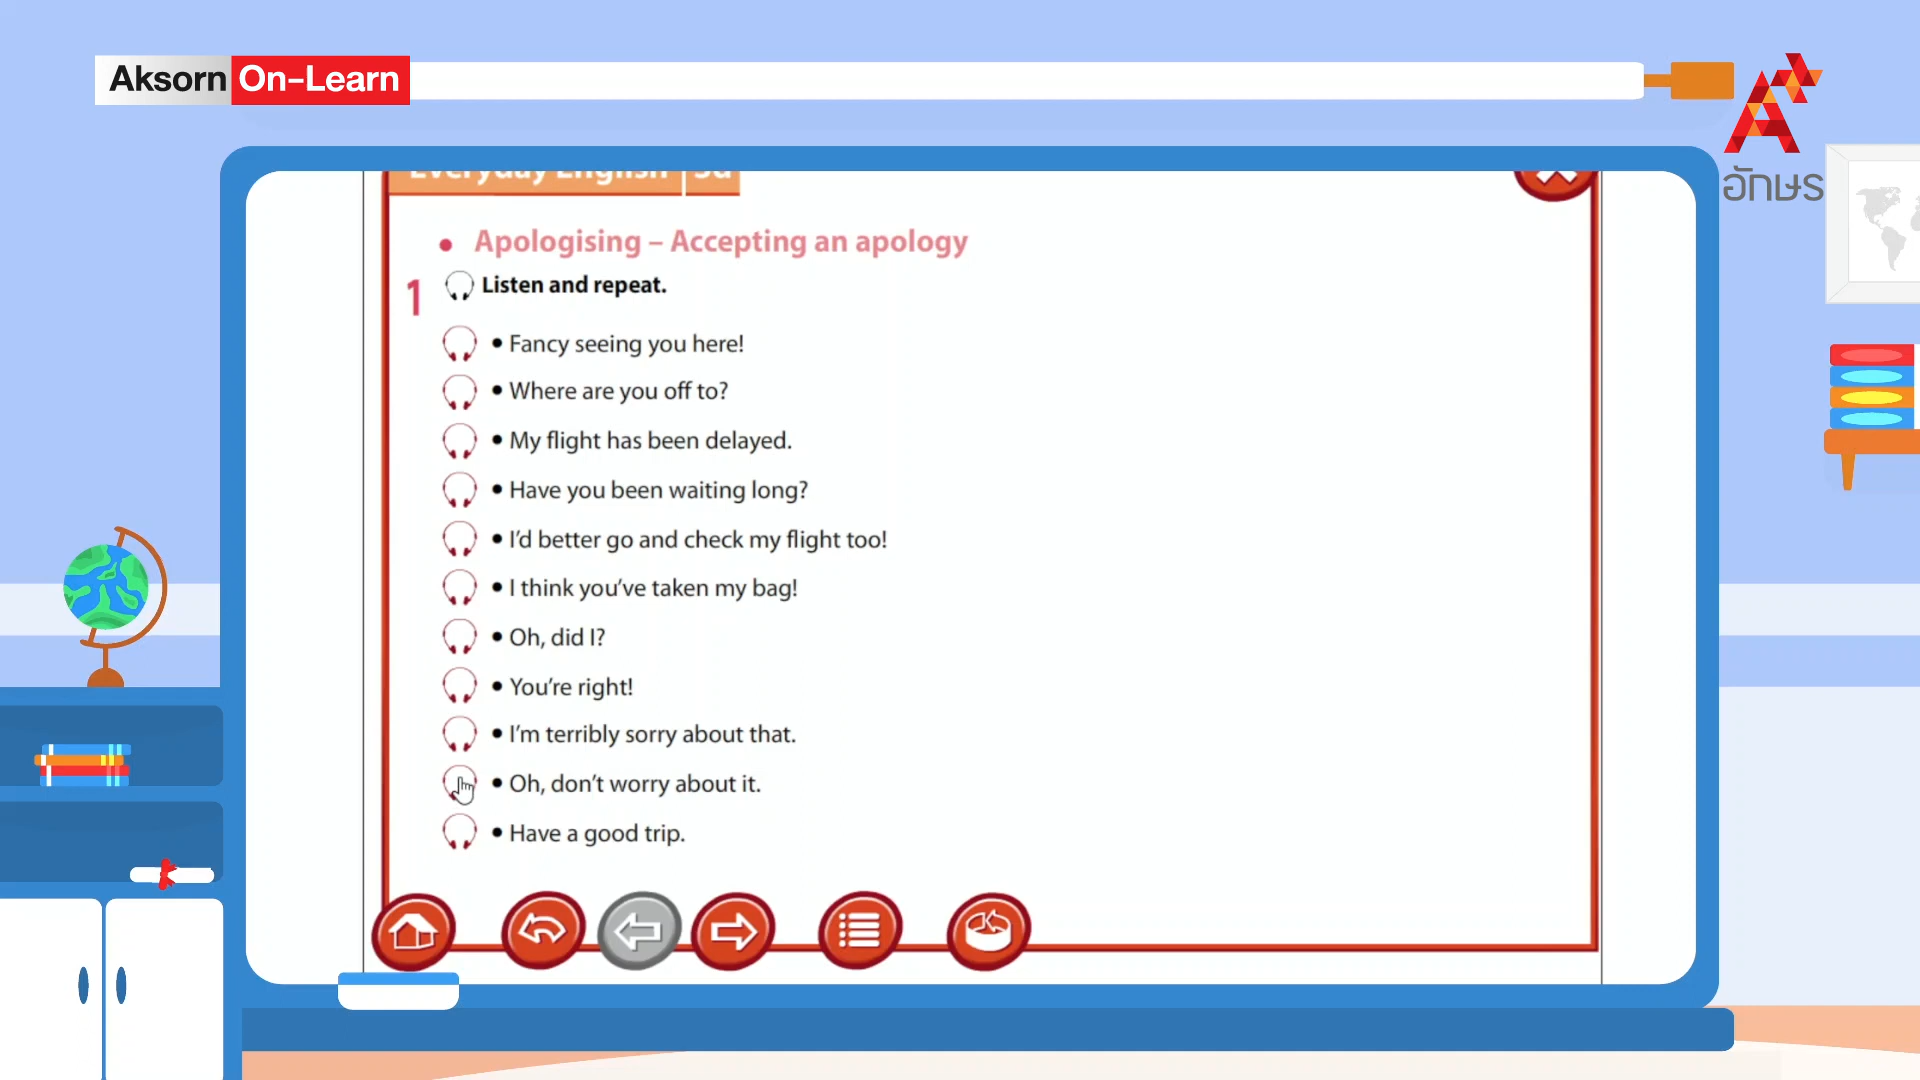 Aksorn On-Learn
อักษร
Everyday English 3d
• Apologising – Accepting an apology
1 Listen and repeat.
• Fancy seeing you here!
• Where are you off to?
• My flight has been delayed.
• Have you been waiting long?
• I'd better go and check my flight too!
• I think you've taken my bag!
• Oh, did I?
• You're right!
• I'm terribly sorry about that.
• Oh, don't worry about it.
• Have a good trip.